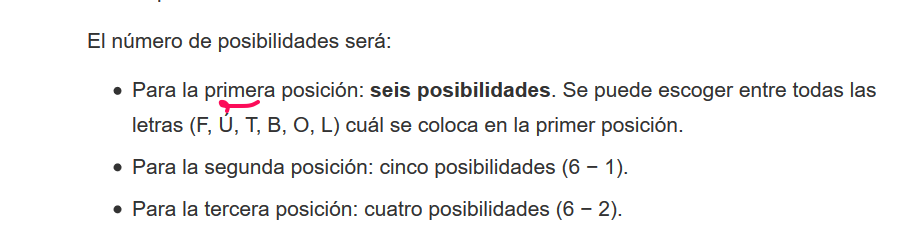 El número de posibilidades será:
• Para la primera posición: seis posibilidades. Se puede escoger entre todas las
letras (F, Ú, T, B, O, L) cuál se coloca en la primer posición.
• Para la segunda posición: cinco posibilidades (6 − 1).
• Para la tercera posición: cuatro posibilidades (6 − 2).